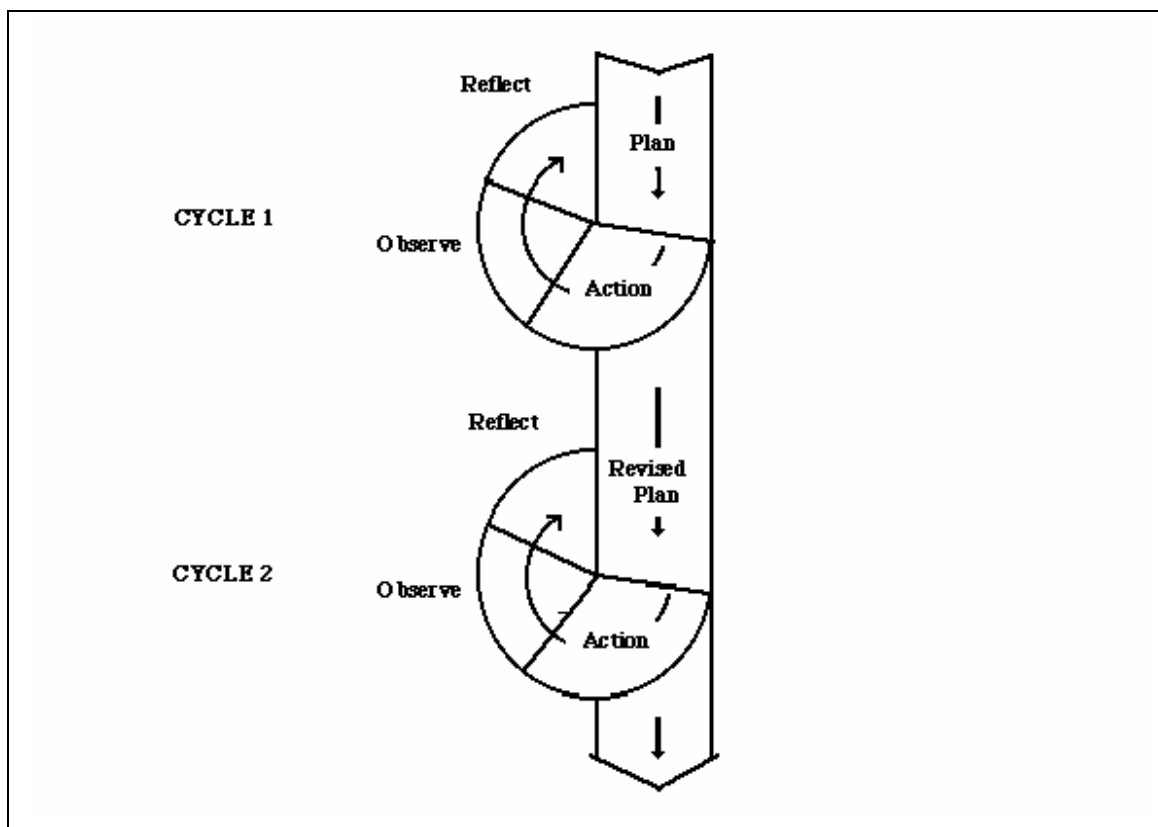 Reflect
Plan
CYCLE 1
Observe
Action
Reflect
Revised
Plan
CYCLE 2
Observe
Action